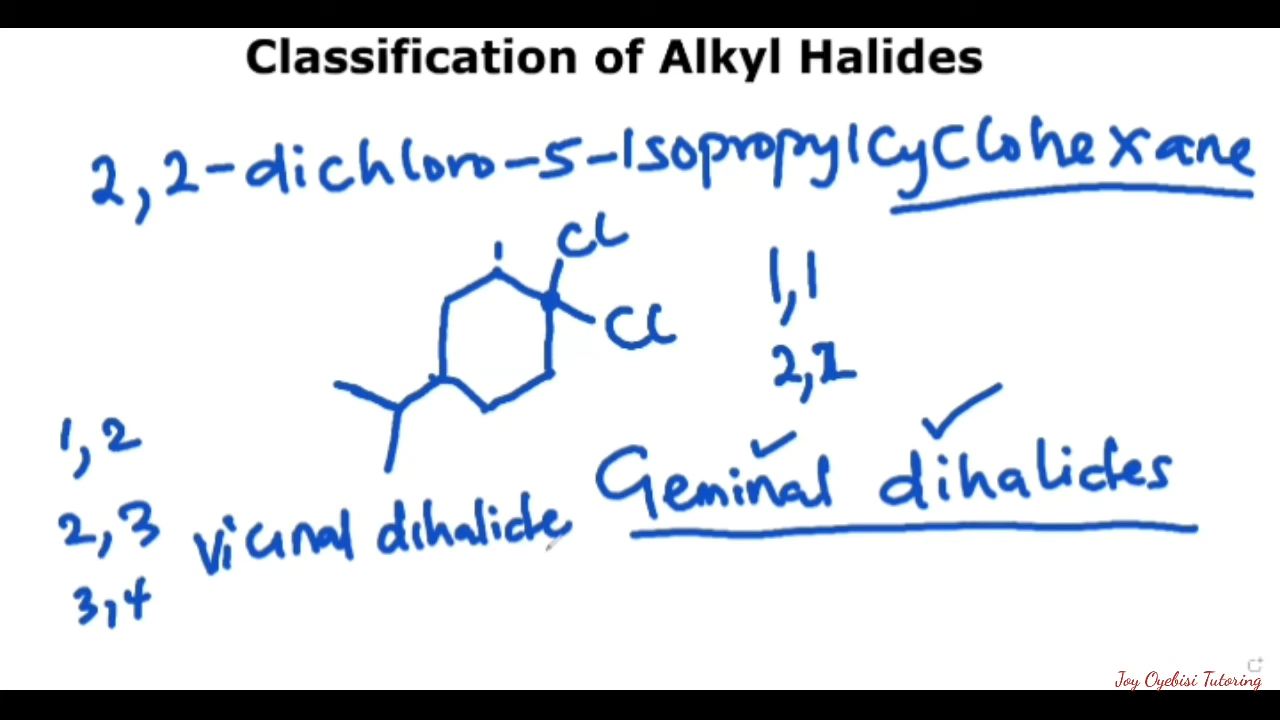 Classification of Alkyl Halides
2,2-dichloro-5-Isopropylcyclohexane
1
Cl
Cl
1,1
2,2
1,2
2,3
3,4
Vicinal dihalide
Geminal dihalides
Joy Oyebisi Tutoring